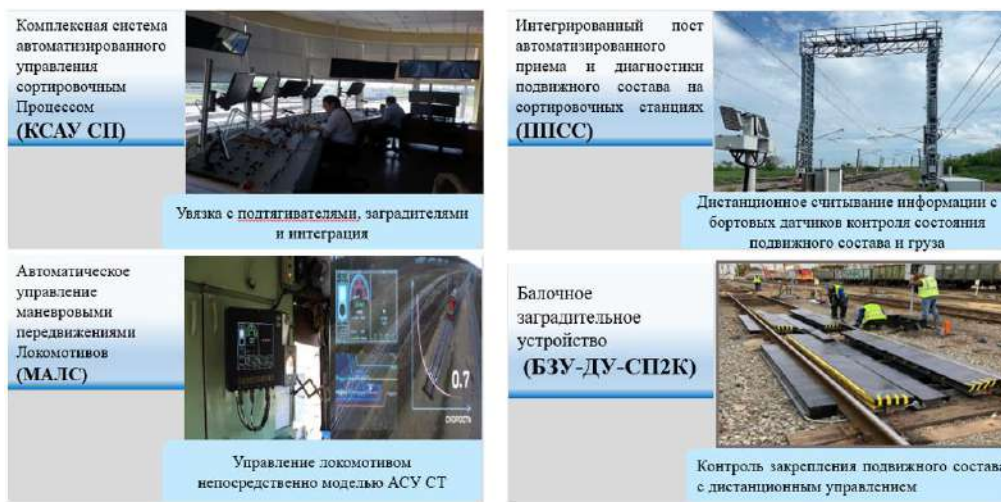 Комплексная система
автоматизированного
управления
сортировочным
Процессом
(КСАУ СП)
Увязка с подтягивателями, заградителями
и интеграция
Интегрированный пост
автоматизированного
приема и диагностики
подвижного состава на
сортировочных станциях
(ППСС)
Дистанционное считывание информации с
бортовых датчиков контроля состояния
подвижного состава и груза
Автоматическое
управление
маневровыми
передвижениями
Локомотивов
(МАЛС)
0.7
СКОРОСТЬ
Управление локомотивом
непосредственно моделью АСУ СТ
Балочное
заградительное
устройство
(БЗУ-ДУ-СП2К)
Контроль закрепления подвижного состава
с дистанционным управлением